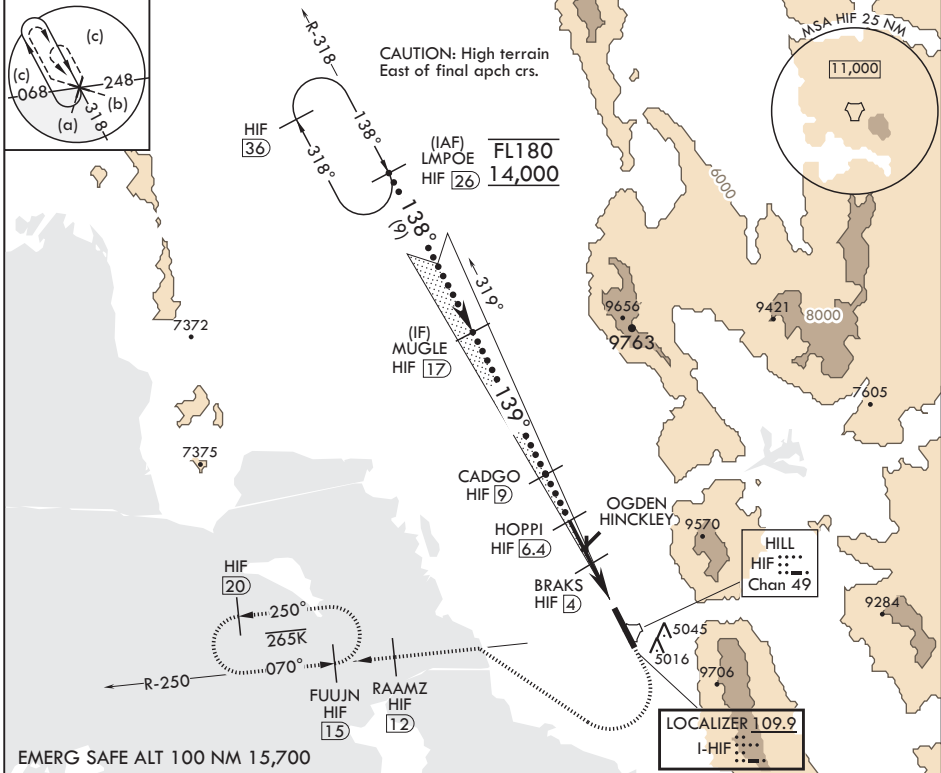 (c)
(c)
068
248
(b)
(a)
318
R-318
CAUTION: High terrain
East of final apch crs.
MSA HIF 25 NM
11,000
HIF
36
138°
318°
(IAF)
LMPOE
HIF 26
FL180
14,000
138°
(9)
6000
319°
7372
(IF)
MUGLE
HIF 17
9656
9763
9421
8000
139°
7605
7375
CADGO
HIF 9
OGDEN
HINCKLEY
HOPPI
HIF 6.4
9570
HILL
HIF
Chan 49
BRAKS
HIF 4
HIF
20
250°
265K
070°
9284
5045
5016
R-250
FUUJN
HIF
15
RAAMZ
HIF
12
9706
LOCALIZER 109.9
I-HIF
EMERG SAFE ALT 100 NM 15,700